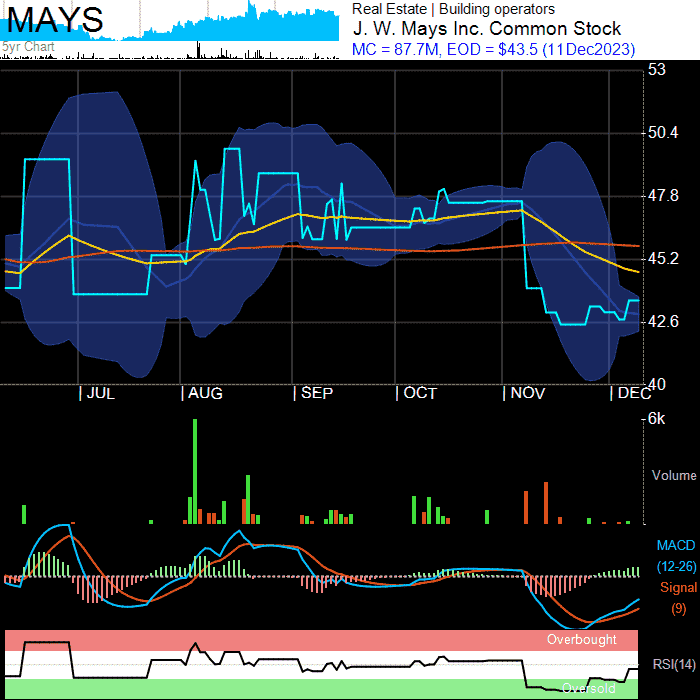 MAYS
5yr Chart
Real Estate | Building operators
J. W. Mays Inc. Common Stock
MC = 87.7M, EOD = $43.5 (11Dec2023)
53
50.4
47.8
45.2
42.6
40
JUL AUG SEP OCT NOV DEC
6k
Volume
MACD
(12-26)
Signal
(9)
Overbought
RSI(14)
Oversold